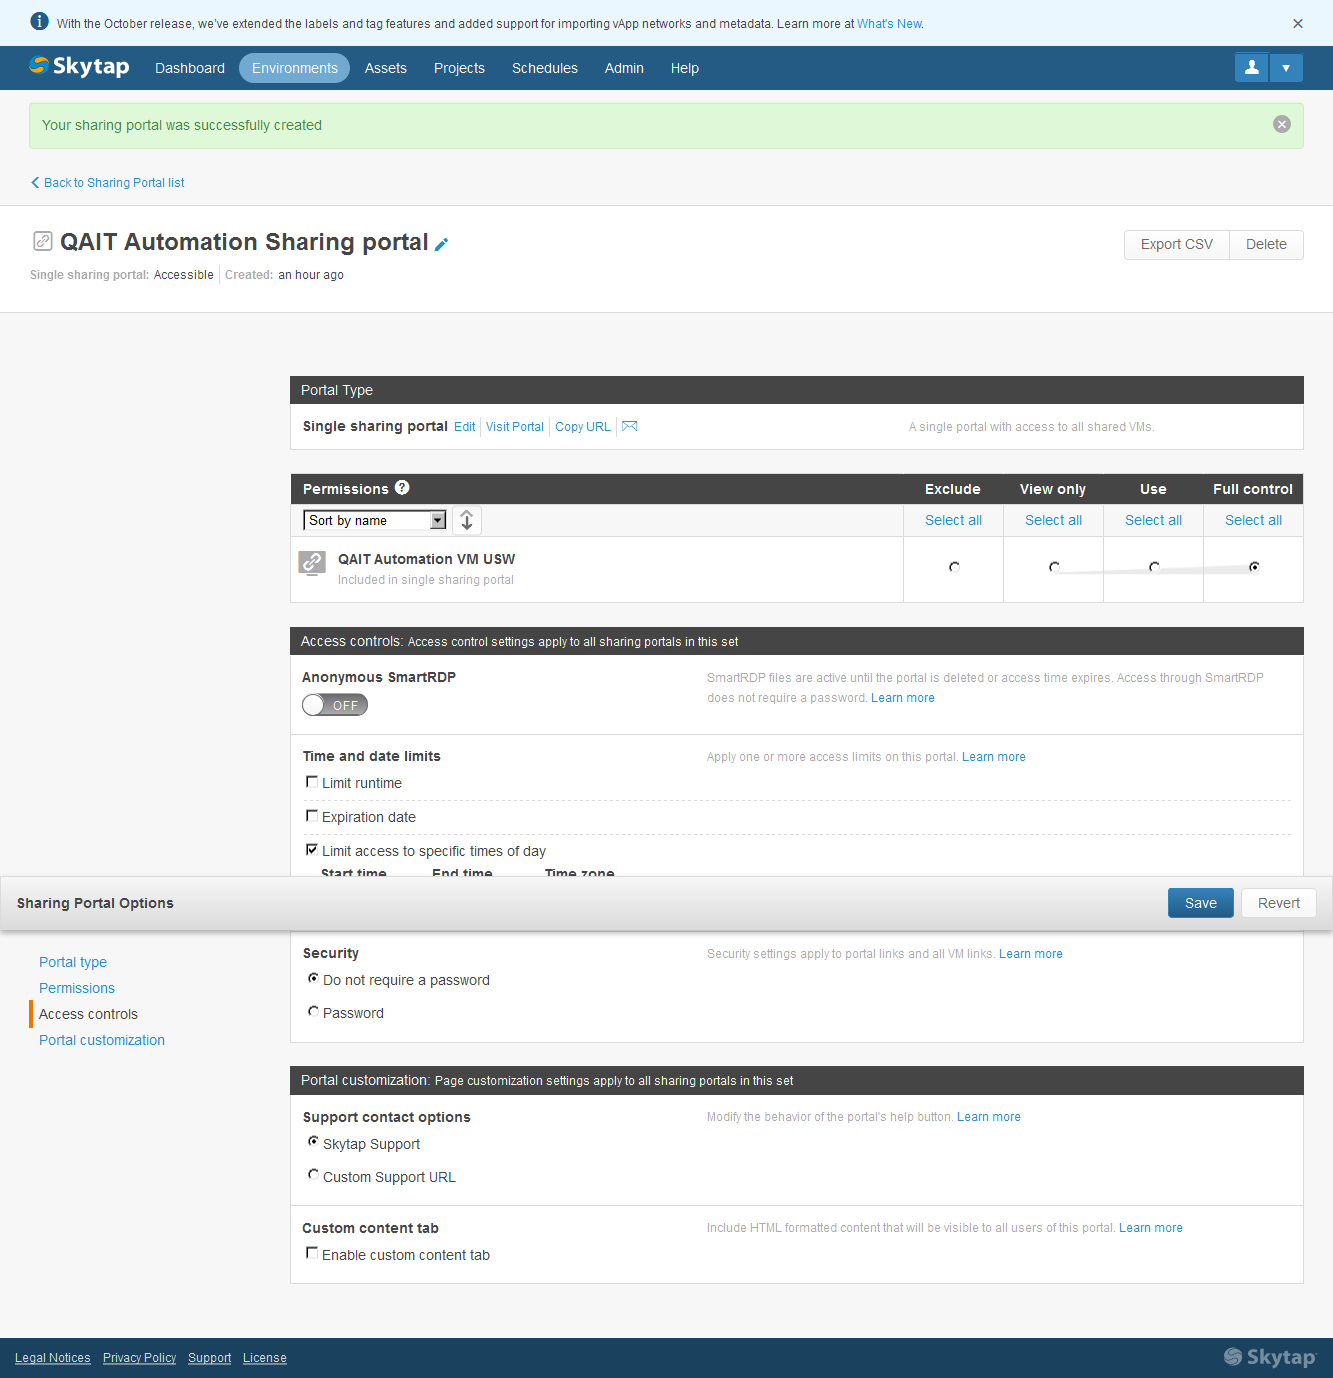 With the October release, we've extended the labels and tag features and added support for importing vApp networks and metadata. Learn more at What's New.
Skytap Dashboard Environments Assets Projects Schedules Admin Help
Your sharing portal was successfully created
Back to Sharing Portal list
QAIT Automation Sharing portal
Export CSV Delete
Single sharing portal: Accessible Created: an hour ago
Portal Type
Single sharing portal Edit Visit Portal Copy URL A single portal with access to all shared VMs.
Permissions ? Exclude View only Use Full control
Sort by name Select all Select all Select all Select all
QAIT Automation VM USW
Included in single sharing portal
Access controls: Access control settings apply to all sharing portals in this set
Anonymous SmartRDP SmartRDP files are active until the portal is deleted or access time expires. Access through SmartRDP
does not require a password. Learn more
OFF
Time and date limits Apply one or more access limits on this portal. Learn more
Limit runtime
Expiration date
Limit access to specific times of day
Start time End time Time zone
Sharing Portal Options Save Revert
Security Security settings apply to portal links and all VM links. Learn more
Portal type
Do not require a password
Permissions
Access controls
Password
Portal customization
Portal customization: Page customization settings apply to all sharing portals in this set
Support contact options Modify the behavior of the portal's help button. Learn more
Skytap Support
Custom Support URL
Custom content tab Include HTML formatted content that will be visible to all users of this portal. Learn more
Enable custom content tab
Legal Notices Privacy Policy Support License Skytap